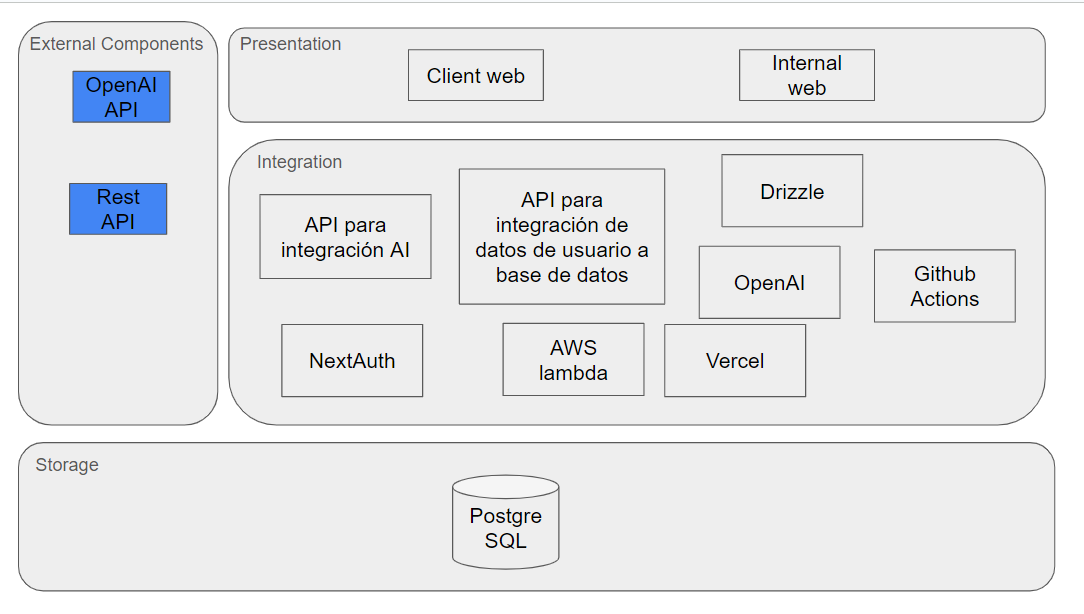 External Components
OpenAI
API
Rest
API
Presentation
Client web
Internal
web
Integration
API para
integración AI
API para
integración de
datos de usuario a
base de datos
Drizzle
OpenAI
Github
Actions
NextAuth
AWS
lambda
Vercel
Storage
Postgre
SQL